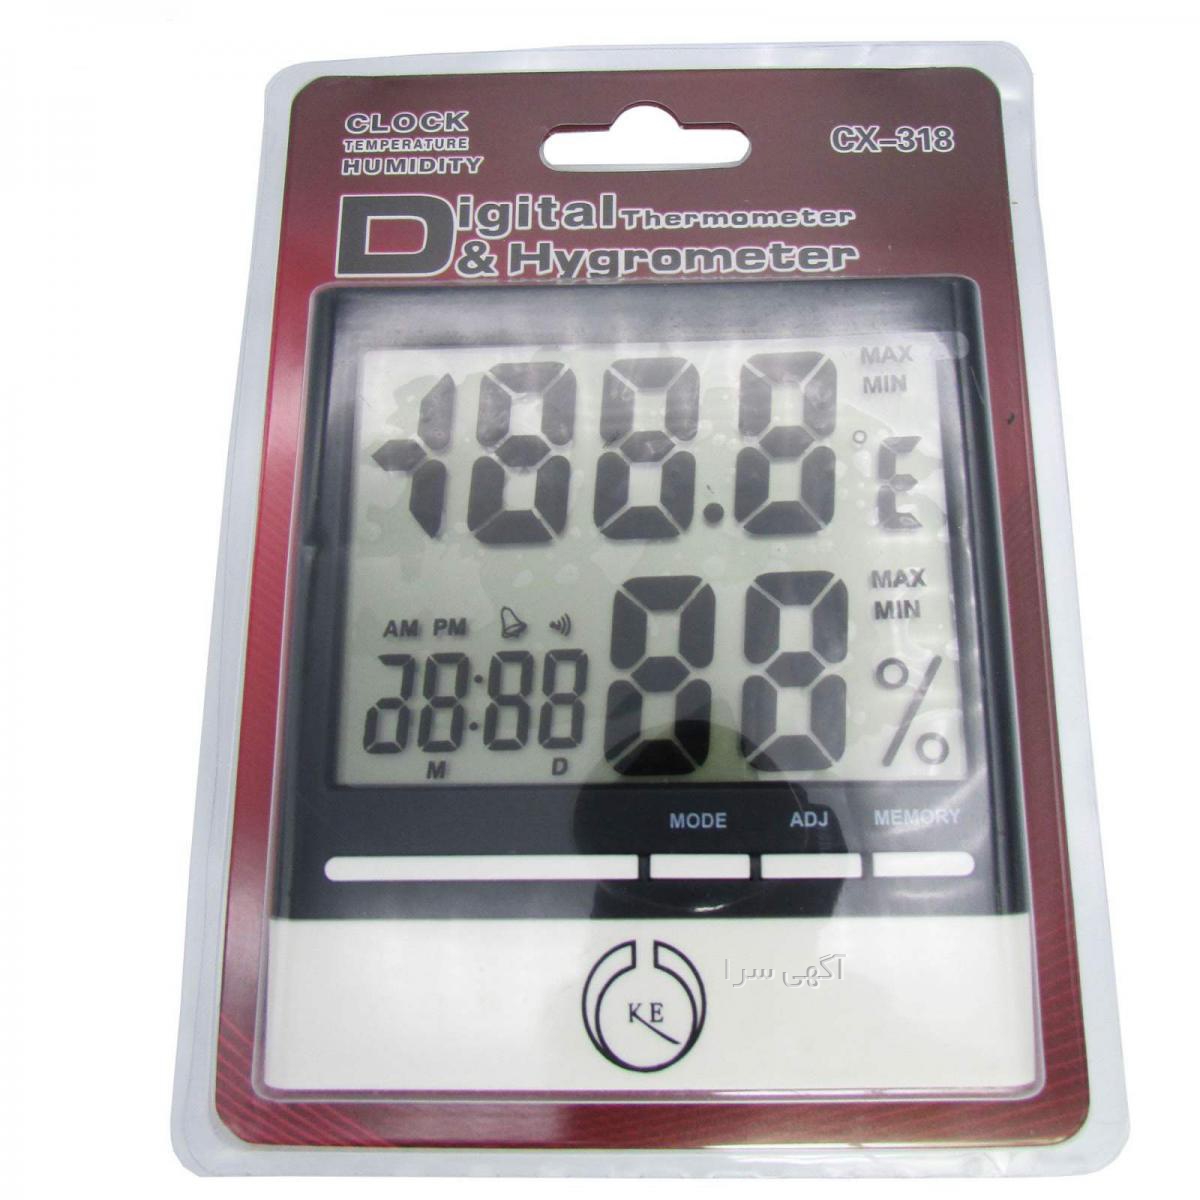 CLOCK
TEMPERATURE
HUMIDITY
CX-318
Digital Thermometer
& Hygrometer
MAX
MIN
-188.8 °E
AM PM
MAX
MIN
88 %
28:88
M D
MODE ADJ MEMORY
آگهی سرا
KE